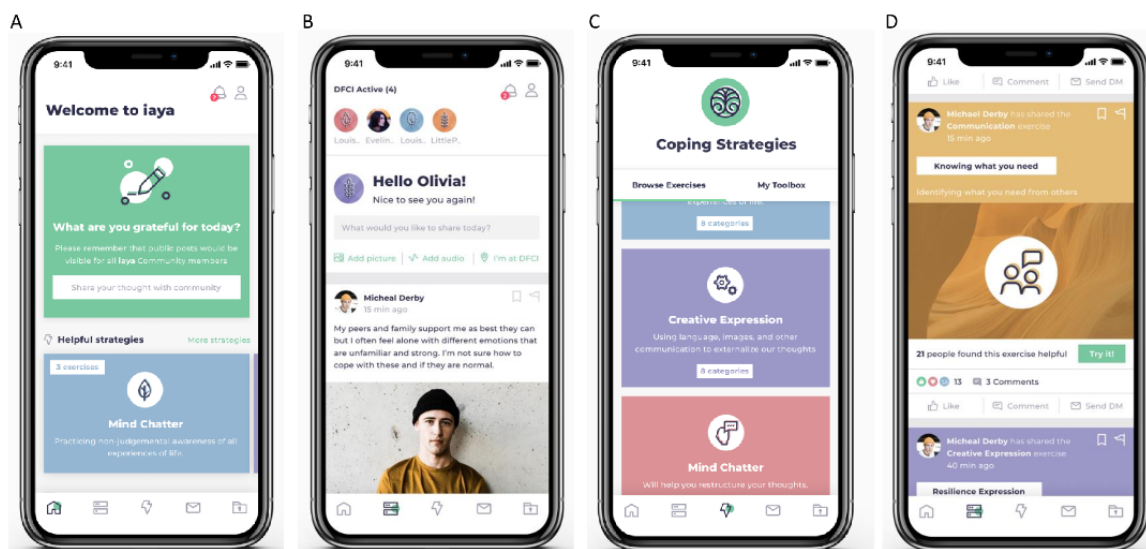 A
9:41
Welcome to iaya
What are you grateful for today?
Please remember that public posts would be
visible for all iaya Community members
Share your thought with community
Helpful strategies
More strategies
3 exercises
Mind Chatter
Practicing non-judgemental awareness of all
experiences of life.
B
9:41
DFCI Active (4)
Louis.. Evelin.. Louis.. LittleP..
Hello Olivia!
Nice to see you again!
What would you like to share today?
Add picture Add audio I'm at DFCI
Micheal Derby
15 min ago
My peers and family support me as best they can
but I often feel alone with different emotions that
are unfamiliar and strong. I'm not sure how to
cope with these and if they are normal.
C
9:41
Coping Strategies
Browse Exercises My Toolbox
of life.
8 categories
Creative Expression
Using language, images, and other
communication to externalize our thoughts
8 categories
Mind Chatter
Will help you restructure your thoughts.
D
9:41
Like Comment Send DM
Michael Derby has shared the
Communication exercise
15 min ago
Knowing what you need
Identifying what you need from others
21 people found this exercise helpful
Try it!
13 3 Comments
Like Comment Send DM
Micheal Derby has shared the
Creative Expression exercise
40 min ago
Resilience Expression